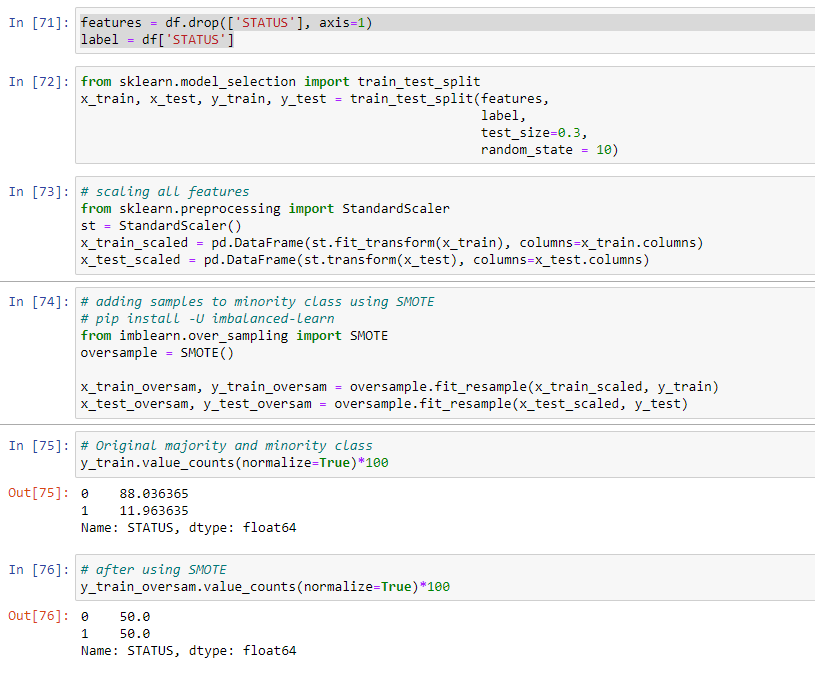 In [71]: features = df.drop(['STATUS'], axis=1)
label = df['STATUS']
In [72]: from sklearn.model_selection import train_test_split
x_train, x_test, y_train, y_test = train_test_split(features,
label,
test_size=0.3,
random_state = 10)
In [73]: # scaling all features
from sklearn.preprocessing import StandardScaler
st = StandardScaler()
x_train_scaled = pd.DataFrame(st.fit_transform(x_train), columns=x_train.columns)
x_test_scaled = pd.DataFrame(st.transform(x_test), columns=x_test.columns)
In [74]: # adding samples to minority class using SMOTE
# pip install -U imbalanced-learn
from imblearn.over_sampling import SMOTE
oversample = SMOTE()
x_train_oversam, y_train_oversam = oversample.fit_resample(x_train_scaled, y_train)
x_test_oversam, y_test_oversam = oversample.fit_resample(x_test_scaled, y_test)
In [75]: # Original majority and minority class
y_train.value_counts(normalize=True)*100
Out[75]: 0 88.036365
1 11.963635
Name: STATUS, dtype: float64
In [76]: # after using SMOTE
y_train_oversam.value_counts(normalize=True)*100
Out[76]: 0 50.0
1 50.0
Name: STATUS, dtype: float64